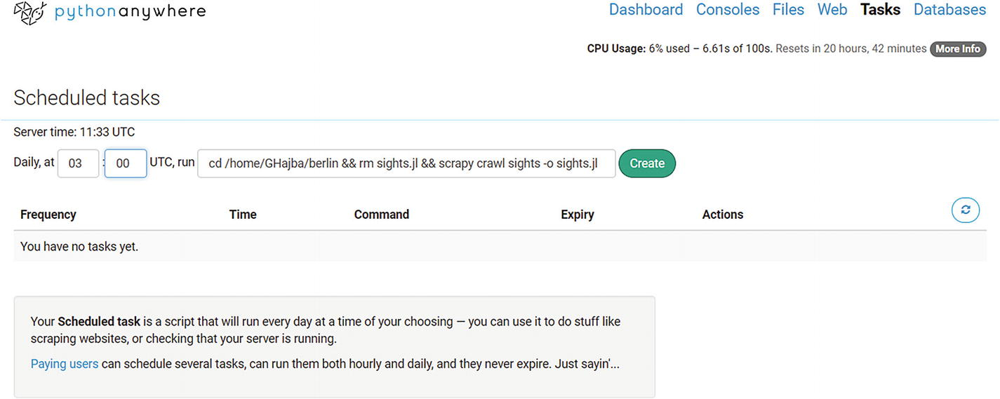 pythonanywhere
Dashboard Consoles Files Web Tasks Databases
CPU Usage: 6% used – 6.61s of 100s. Resets in 20 hours, 42 minutes More Info
Scheduled tasks
Server time: 11:33 UTC
Daily, at 03 : 00 UTC, run cd /home/GHajba/berlin && rm sights.jl && scrapy crawl sights -o sights.jl Create
Frequency Time Command Expiry Actions
You have no tasks yet.
Your Scheduled task is a script that will run every day at a time of your choosing — you can use it to do stuff like
scraping websites, or checking that your server is running.
Paying users can schedule several tasks, can run them both hourly and daily, and they never expire. Just sayin'...